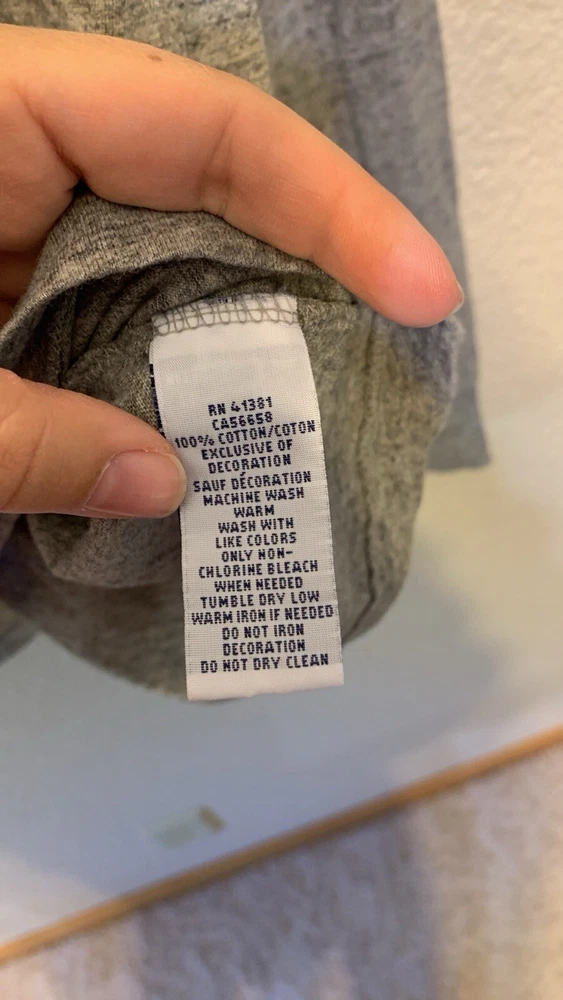 RN 41381
CA56658
100% COTTON/COTON
EXCLUSIVE OF
DECORATION
SAUF DÉCORATION
MACHINE WASH
WARM
WASH WITH
LIKE COLORS
ONLY NON-
CHLORINE BLEACH
WHEN NEEDED
TUMBLE DRY LOW
WARM IRON IF NEEDED
DO NOT IRON
DECORATION
DO NOT DRY CLEAN